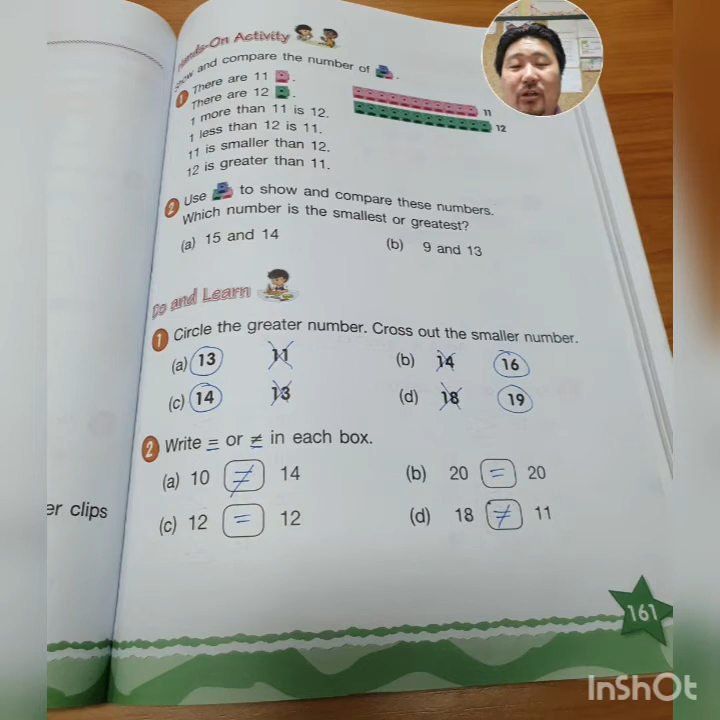 Hands-On Activity
Show and compare the number of .
1 There are 11 .
There are 12 .
1 more than 11 is 12.
1 less than 12 is 11.
11 is smaller than 12.
12 is greater than 11.
11
12
2 Use to show and compare these numbers.
Which number is the smallest or greatest?
(a) 15 and 14 (b) 9 and 13
Do and Learn
1 Circle the greater number. Cross out the smaller number.
(a) 13 11 (b) 14 16
(c) 14 13 (d) 18 19
2 Write = or ≠ in each box.
(a) 10 ≠ 14 (b) 20 = 20
(c) 12 = 12 (d) 18 ≠ 11
er clips
161
InShOt